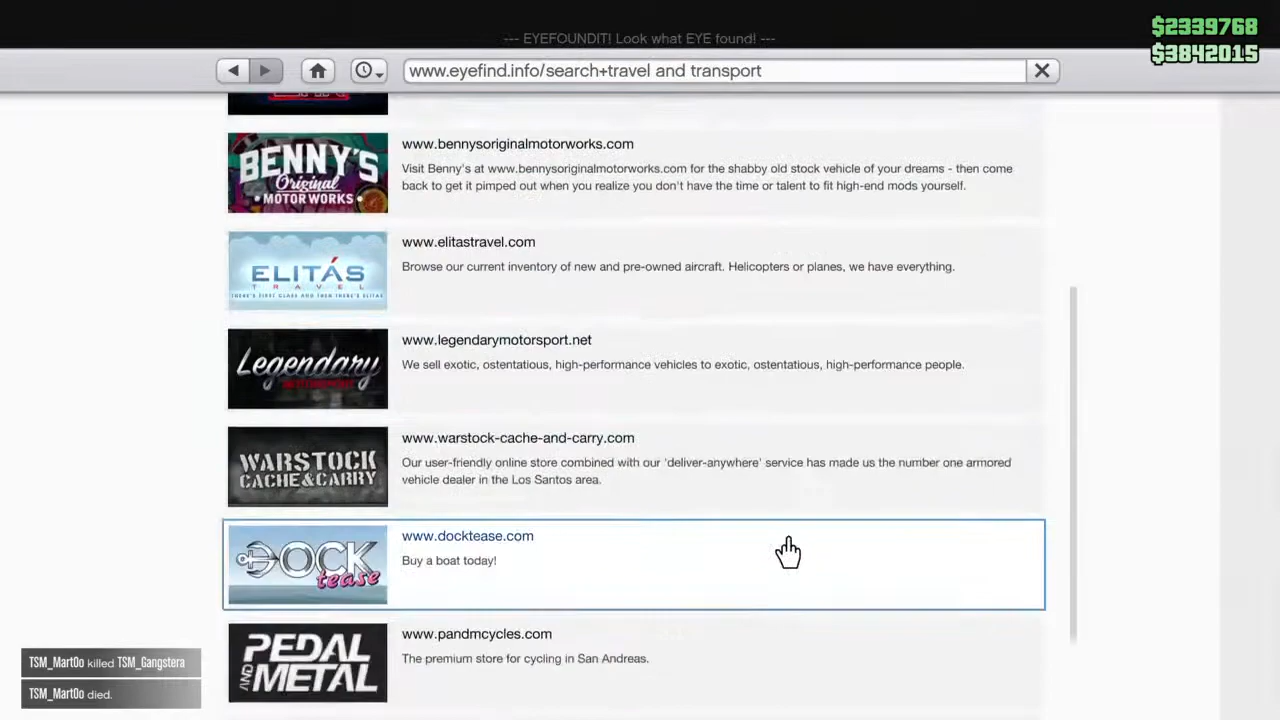 --- EYEFOUNDIT! Look what EYE found! ---
$2339768
$3842015
www.eyefind.info/search+travel and transport
BENNY'S
Original
MOTOR WORKS
www.bennysoriginalmotorworks.com
Visit Benny's at www.bennysoriginalmotorworks.com for the shabby old stock vehicle of your dreams - then come
back to get it pimped out when you realize you don't have the time or talent to fit high-end mods yourself.
ELITÁS
TRAVEL
THERE'S FIRST CLASS AND THEN THERE'S ELITAS
www.elitastravel.com
Browse our current inventory of new and pre-owned aircraft. Helicopters or planes, we have everything.
Legendary
MOTORSPORT
www.legendarymotorsport.net
We sell exotic, ostentatious, high-performance vehicles to exotic, ostentatious, high-performance people.
WARSTOCK
CACHE&CARRY
www.warstock-cache-and-carry.com
Our user-friendly online store combined with our 'deliver-anywhere' service has made us the number one armored
vehicle dealer in the Los Santos area.
DOCK
tease
www.docktease.com
Buy a boat today!
PEDAL
AND METAL
www.pandmcycles.com
The premium store for cycling in San Andreas.
TSM_Mart0o killed TSM_Gangstera
TSM_Mart0o died.